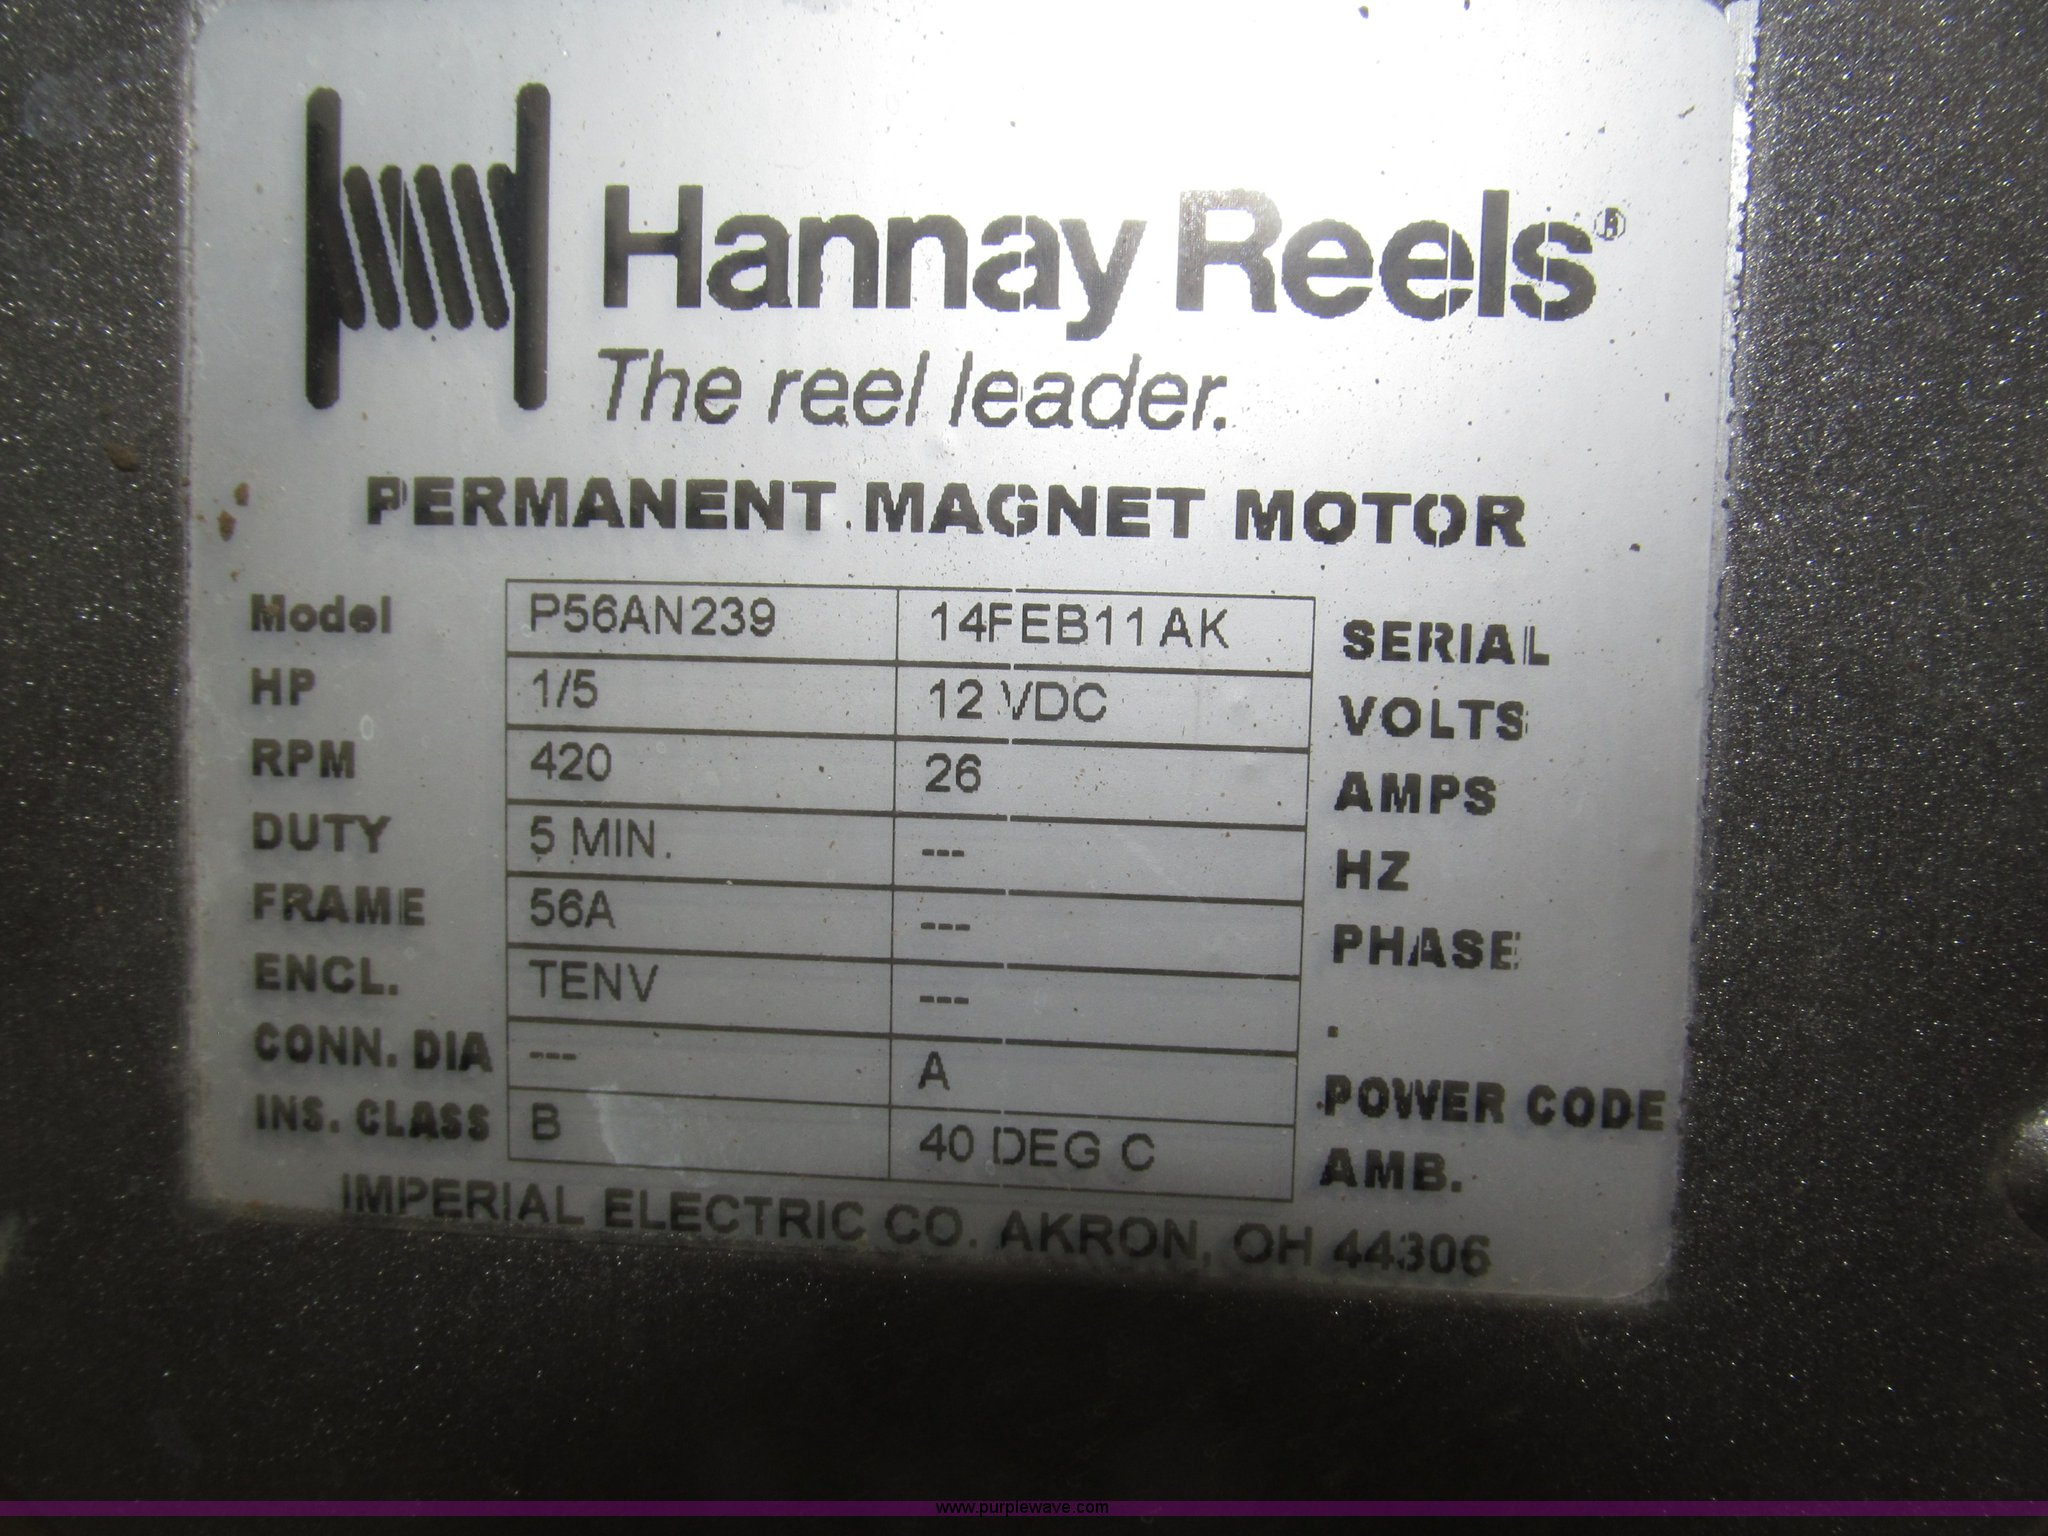 Hannay Reels®
The reel leader.
PERMANENT MAGNET MOTOR
Model P56AN239 14FEB11AK SERIAL
HP 1/5 12 VDC VOLTS
RPM 420 26 AMPS
DUTY 5 MIN. --- HZ
FRAME 56A --- PHASE
ENCL. TENV --- .
CONN. DIA --- A POWER CODE
INS. CLASS B 40 DEG C AMB.
IMPERIAL ELECTRIC CO. AKRON, OH 44306
www.purplewave.com